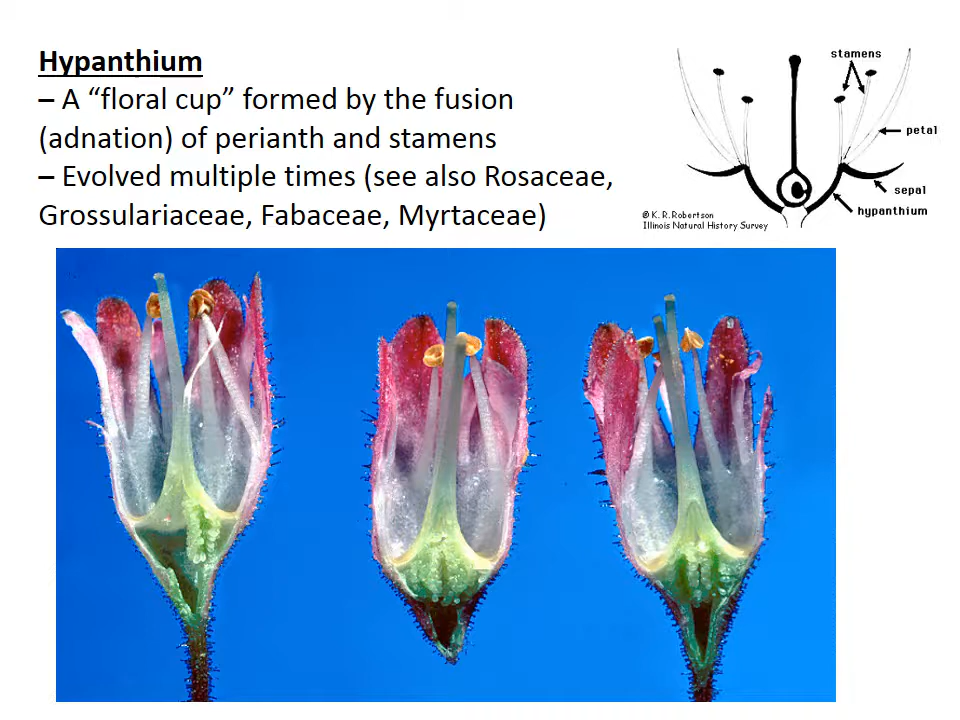 Hypanthium
– A “floral cup” formed by the fusion
(adnation) of perianth and stamens
– Evolved multiple times (see also Rosaceae,
Grossulariaceae, Fabaceae, Myrtaceae)
stamens
petal
sepal
hypanthium
© K. R. Robertson
Illinois Natural History Survey